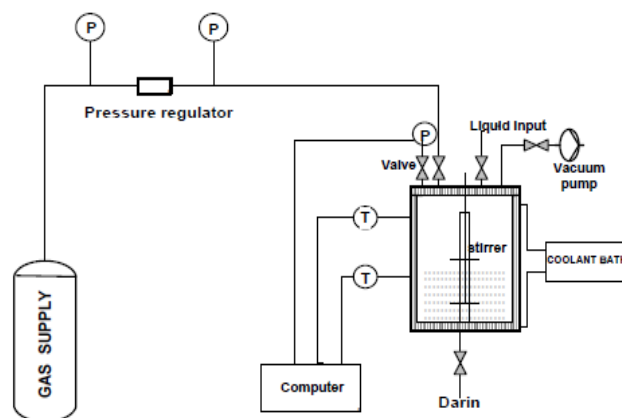 P
P
Pressure regulator
P
Liquid Input
Valve
Vacuum
pump
T
stirrer
T
COOLANT BATH
GAS SUPPLY
Computer
Darin